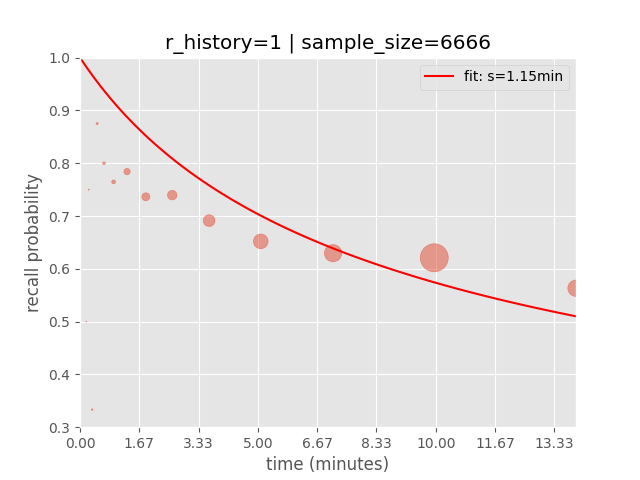 r_history=1 | sample_size=6666
fit: s=1.15min
1.0
0.9
0.8
0.7
0.6
0.5
0.4
0.3
recall probability
0.00 1.67 3.33 5.00 6.67 8.33 10.00 11.67 13.33
time (minutes)